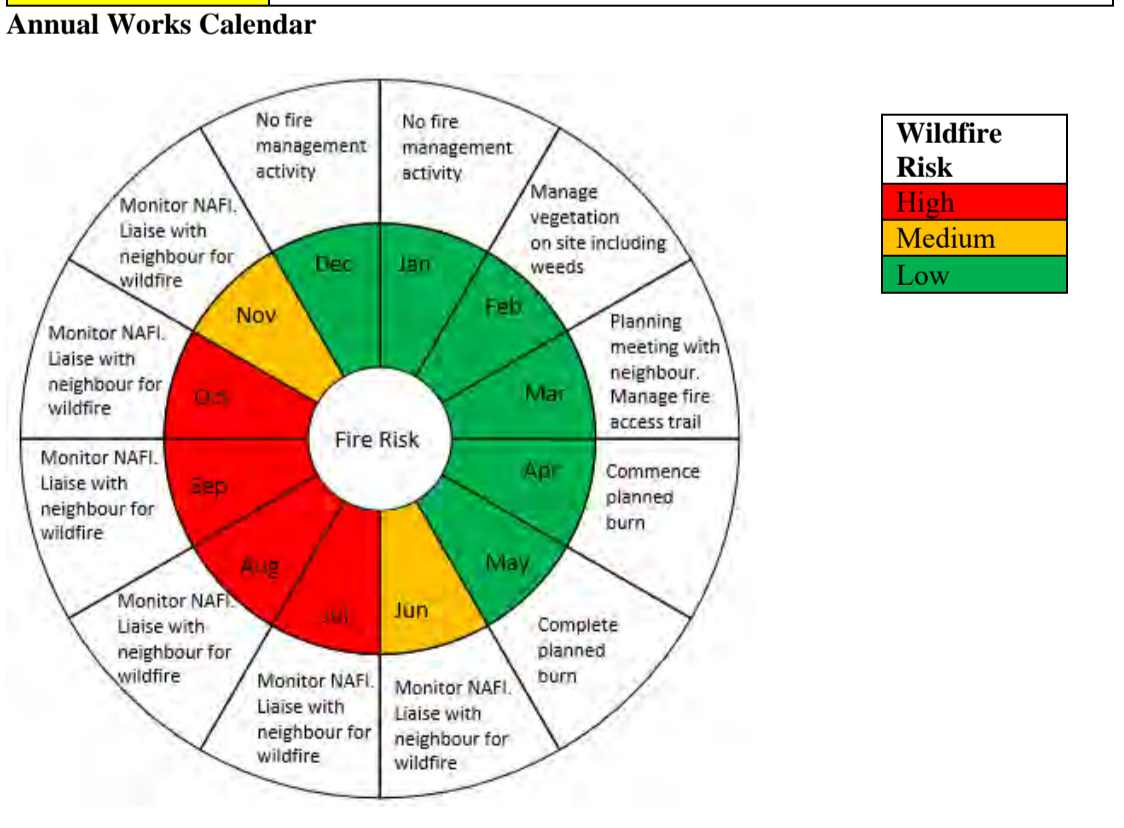 Annual Works Calendar
No fire
management
activity
No fire
management
activity
Manage
vegetation
on site including
weeds
Planning
meeting with
neighbour.
Manage fire
access trail
Commence
planned
burn
Complete
planned
burn
Monitor NAFI.
Liaise with
neighbour for
wildfire
Monitor NAFI.
Liaise with
neighbour for
wildfire
Monitor NAFI.
Liaise with
neighbour for
wildfire
Monitor NAFI.
Liaise with
neighbour for
wildfire
Monitor NAFI.
Liaise with
neighbour for
wildfire
Monitor NAFI.
Liaise with
neighbour for
wildfire
Dec
Jan
Feb
Mar
Apr
May
Jun
Jul
Aug
Sep
Oct
Nov
Fire Risk
Wildfire
Risk
High
Medium
Low